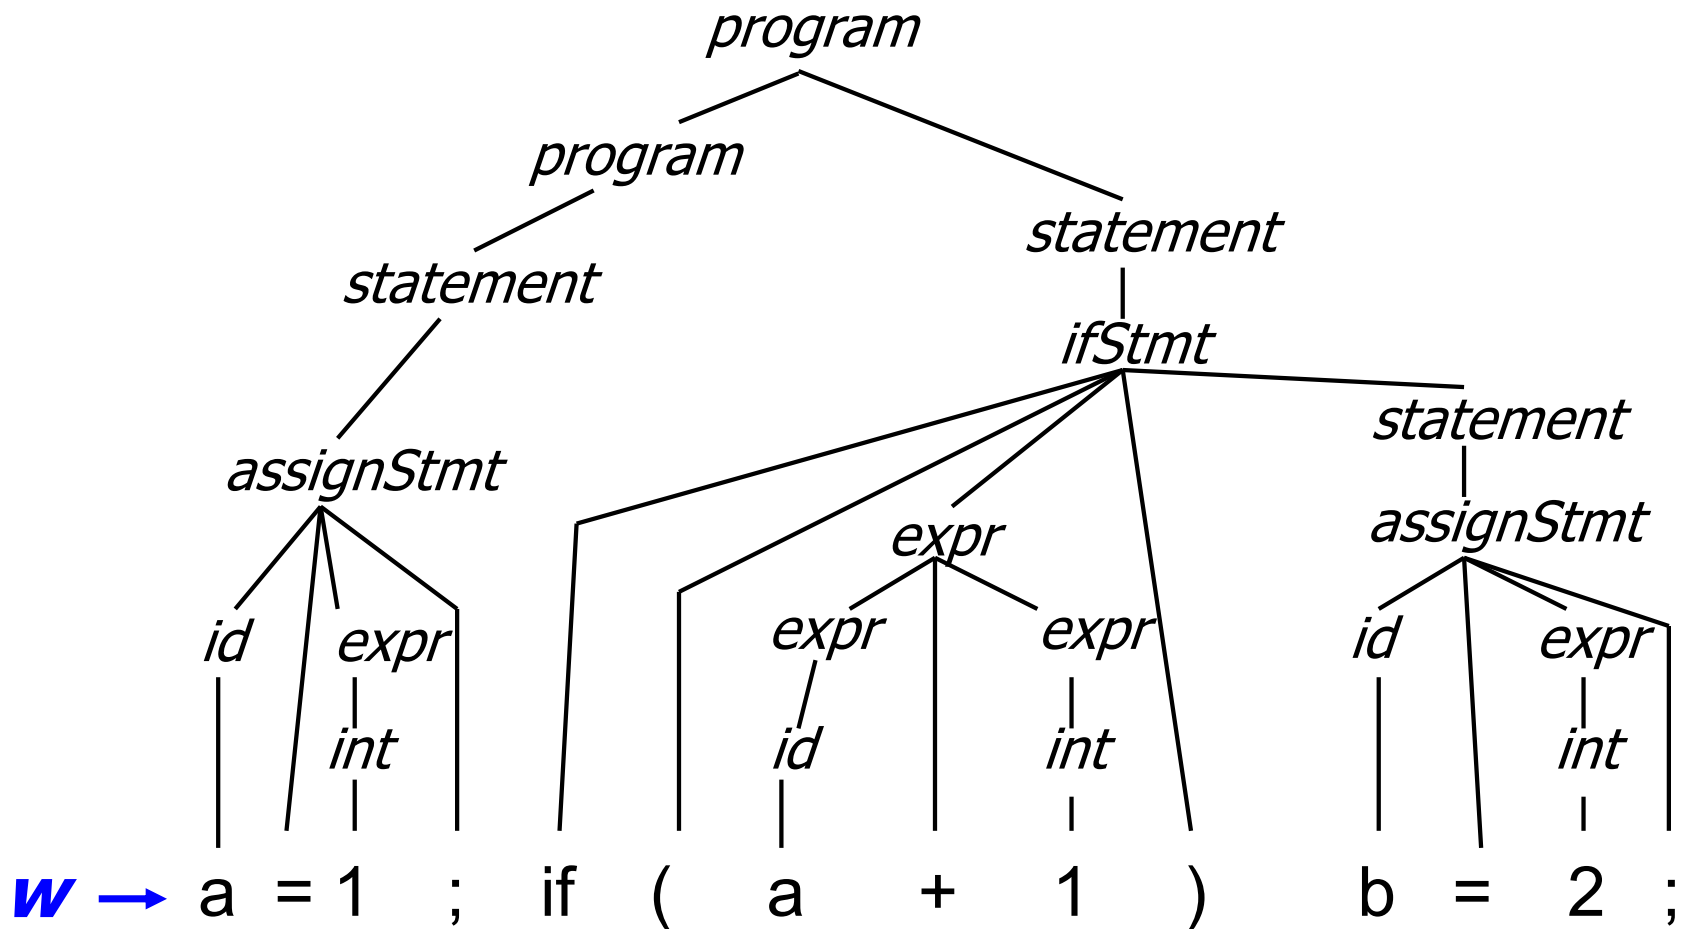 program
program
statement
statement
ifStmt
statement
assignStmt
assignStmt
expr
id expr expr expr id expr
int id int int
w a = 1 ; if ( a + 1 ) b = 2 ;